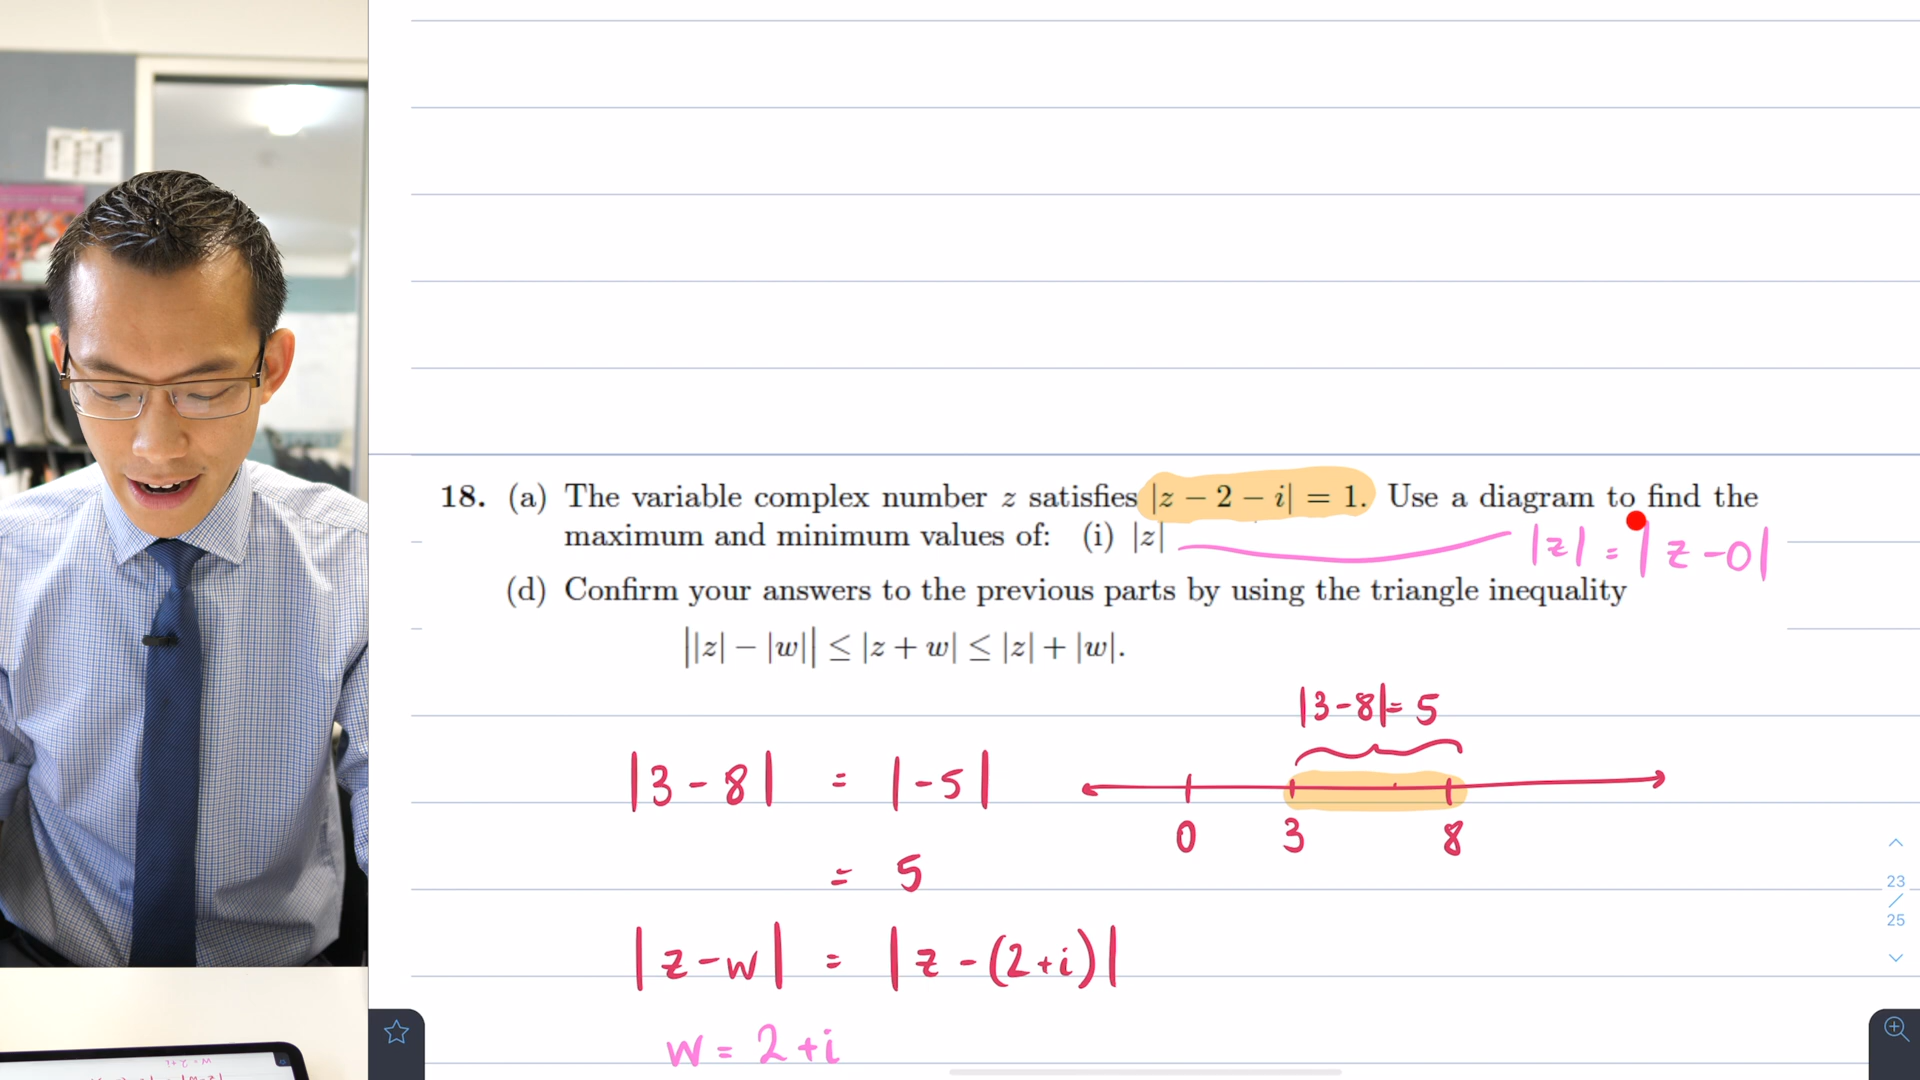 18. (a) The variable complex number z satisfies |z − 2 − i| = 1. Use a diagram to find the
maximum and minimum values of: (i) |z|
|z| = |z - 0|
(d) Confirm your answers to the previous parts by using the triangle inequality
||z| − |w|| ≤ |z + w| ≤ |z| + |w|.
|3-8| = 5
|3 - 8| = |-5|
0 3 8
= 5
|z - w| = |z - (2+i)|
w = 2 + i
23
/
25